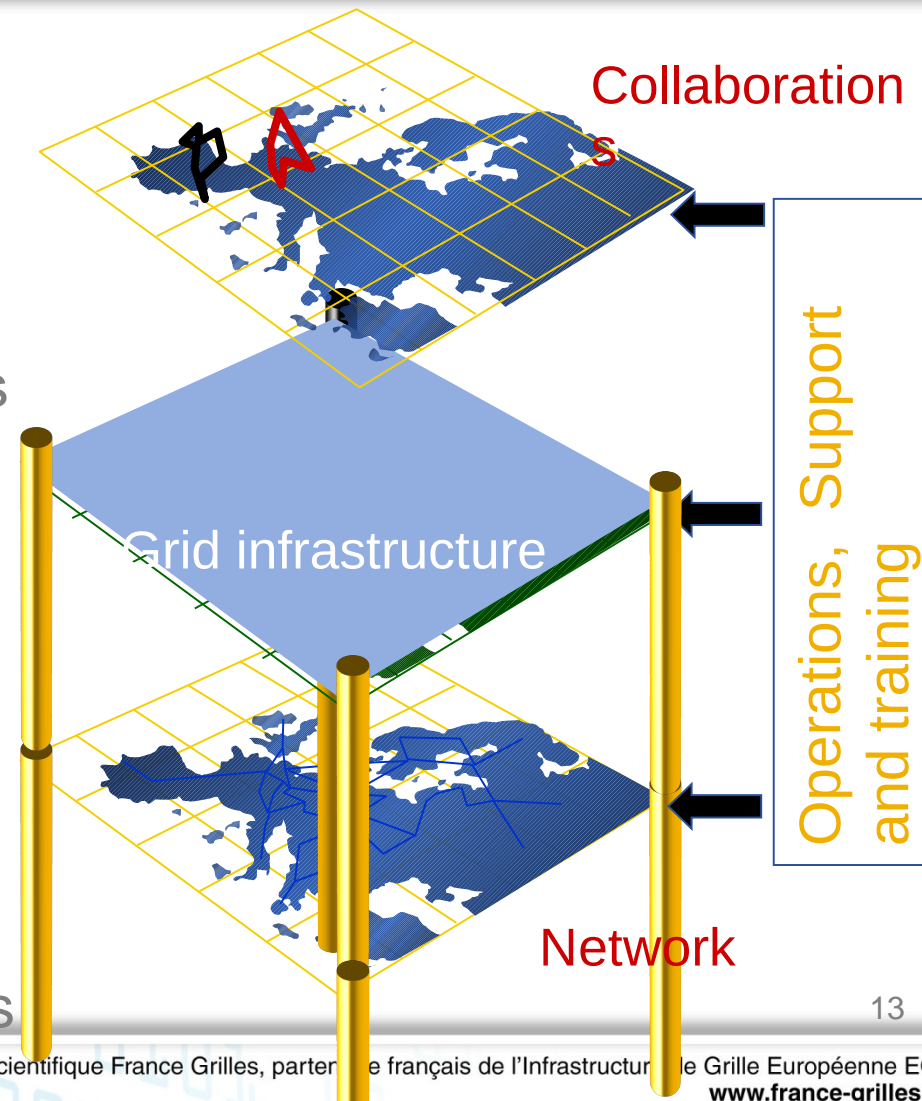 Collaboration
s
s
Grid infrastructure
Operations, Support
and training
Network
s
13
cientifique France Grilles, parten e français de l'Infrastructur de Grille Européenne E
www.france-grilles